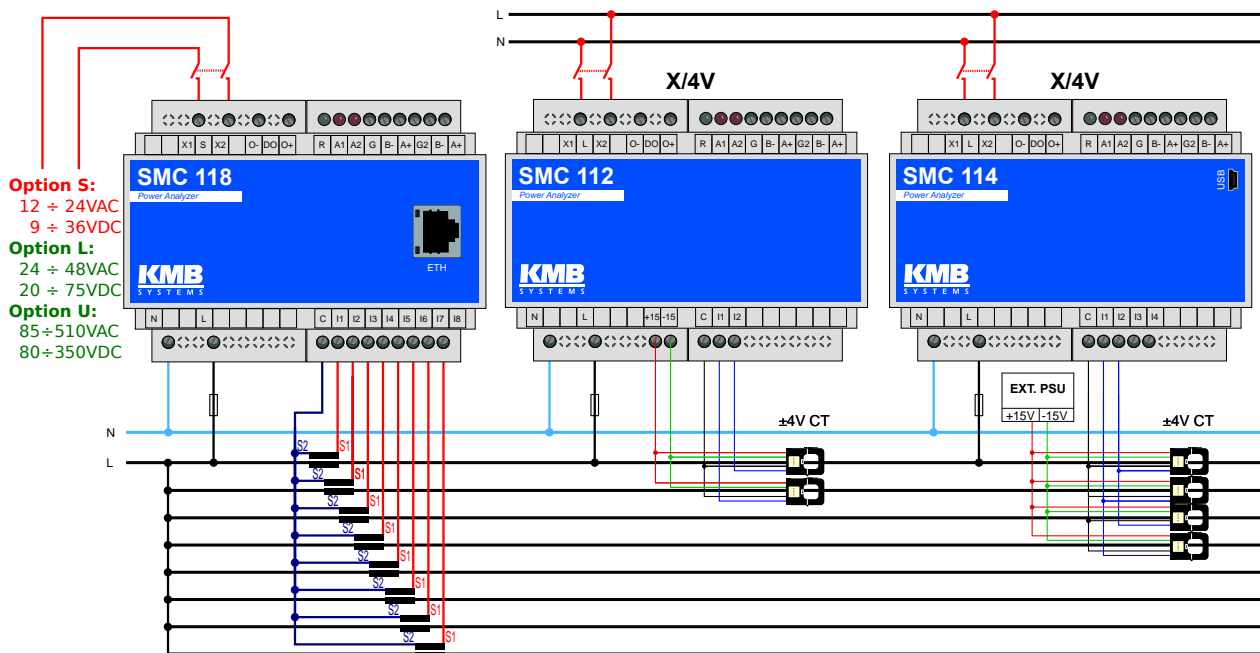 L
N
X/4V
X/4V
X1 S X2 O- DO O+ R A1 A2 G B- A+ G2 B- A+
X1 L X2 O- DO O+ R A1 A2 G B- A+ G2 B- A+
X1 L X2 O- DO O+ R A1 A2 G B- A+ G2 B- A+
SMC 118
Power Analyzer
ETH
KMB
SYSTEMS
SMC 112
Power Analyzer
KMB
SYSTEMS
SMC 114
Power Analyzer
USB
KMB
SYSTEMS
Option S:
12 ÷ 24VAC
9 ÷ 36VDC
Option L:
24 ÷ 48VAC
20 ÷ 75VDC
Option U:
85÷510VAC
80÷350VDC
N L C I1 I2 I3 I4 I5 I6 I7 I8
N L +15 -15 C I1 I2
N L C I1 I2 I3 I4
EXT. PSU
+15V -15V
±4V CT
±4V CT
N
L
S2 S1
S2 S1
S2 S1
S2 S1
S2 S1
S2 S1
S2 S1
S2 S1